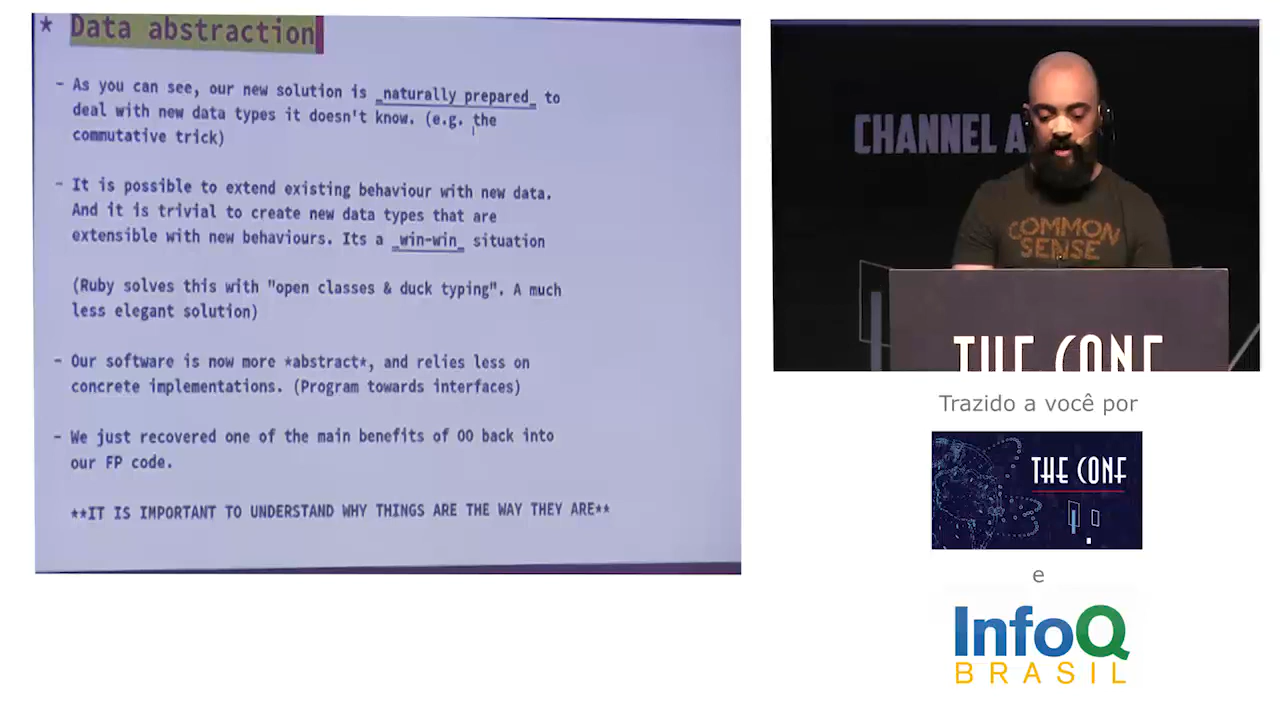 * Data abstraction
- As you can see, our new solution is _naturally prepared_ to
deal with new data types it doesn't know. (e.g. the
commutative trick)
- It is possible to extend existing behaviour with new data.
And it is trivial to create new data types that are
extensible with new behaviours. Its a _win-win_ situation
(Ruby solves this with "open classes & duck typing". A much
less elegant solution)
- Our software is now more *abstract*, and relies less on
concrete implementations. (Program towards interfaces)
- We just recovered one of the main benefits of OO back into
our FP code.
**IT IS IMPORTANT TO UNDERSTAND WHY THINGS ARE THE WAY THEY ARE**
CHANNEL A
COMMON
SENSE
THE CONF
Trazido a você por
THE CONF
e
InfoQ
BRASIL